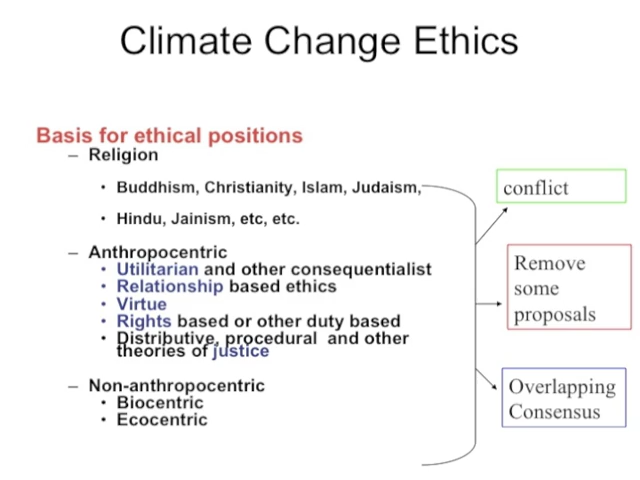 Climate Change Ethics
Basis for ethical positions
– Religion
• Buddhism, Christianity, Islam, Judaism,
• Hindu, Jainism, etc, etc.
– Anthropocentric
• Utilitarian and other consequentialist
• Relationship based ethics
• Virtue
• Rights based or other duty based
• Distributive, procedural and other
theories of justice
– Non-anthropocentric
• Biocentric
• Ecocentric
conflict
Remove
some
proposals
Overlapping
Consensus